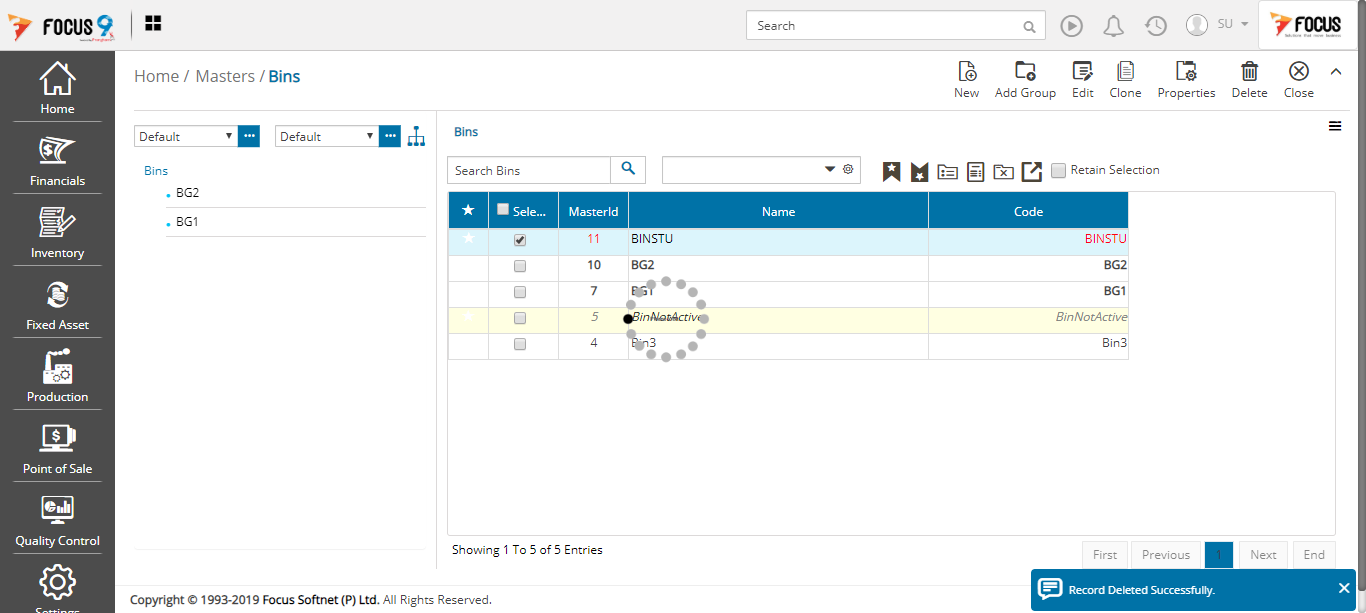 FOCUS 9
Search
SU
FOCUS
Home
Financials
Inventory
Fixed Asset
Production
Point of Sale
Quality Control
Settings
Home / Masters / Bins
New
Add Group
Edit
Clone
Properties
Delete
Close
Default
Default
Bins
BG2
BG1
Bins
Search Bins
Retain Selection
Sele... MasterId Name Code
11 BINSTU BINSTU
10 BG2 BG2
7 BG1 BG1
5 BinNotActive BinNotActive
4 Bin3 Bin3
Showing 1 To 5 of 5 Entries
First Previous 1 Next End
Record Deleted Successfully.
Copyright © 1993-2019 Focus Softnet (P) Ltd. All Rights Reserved.